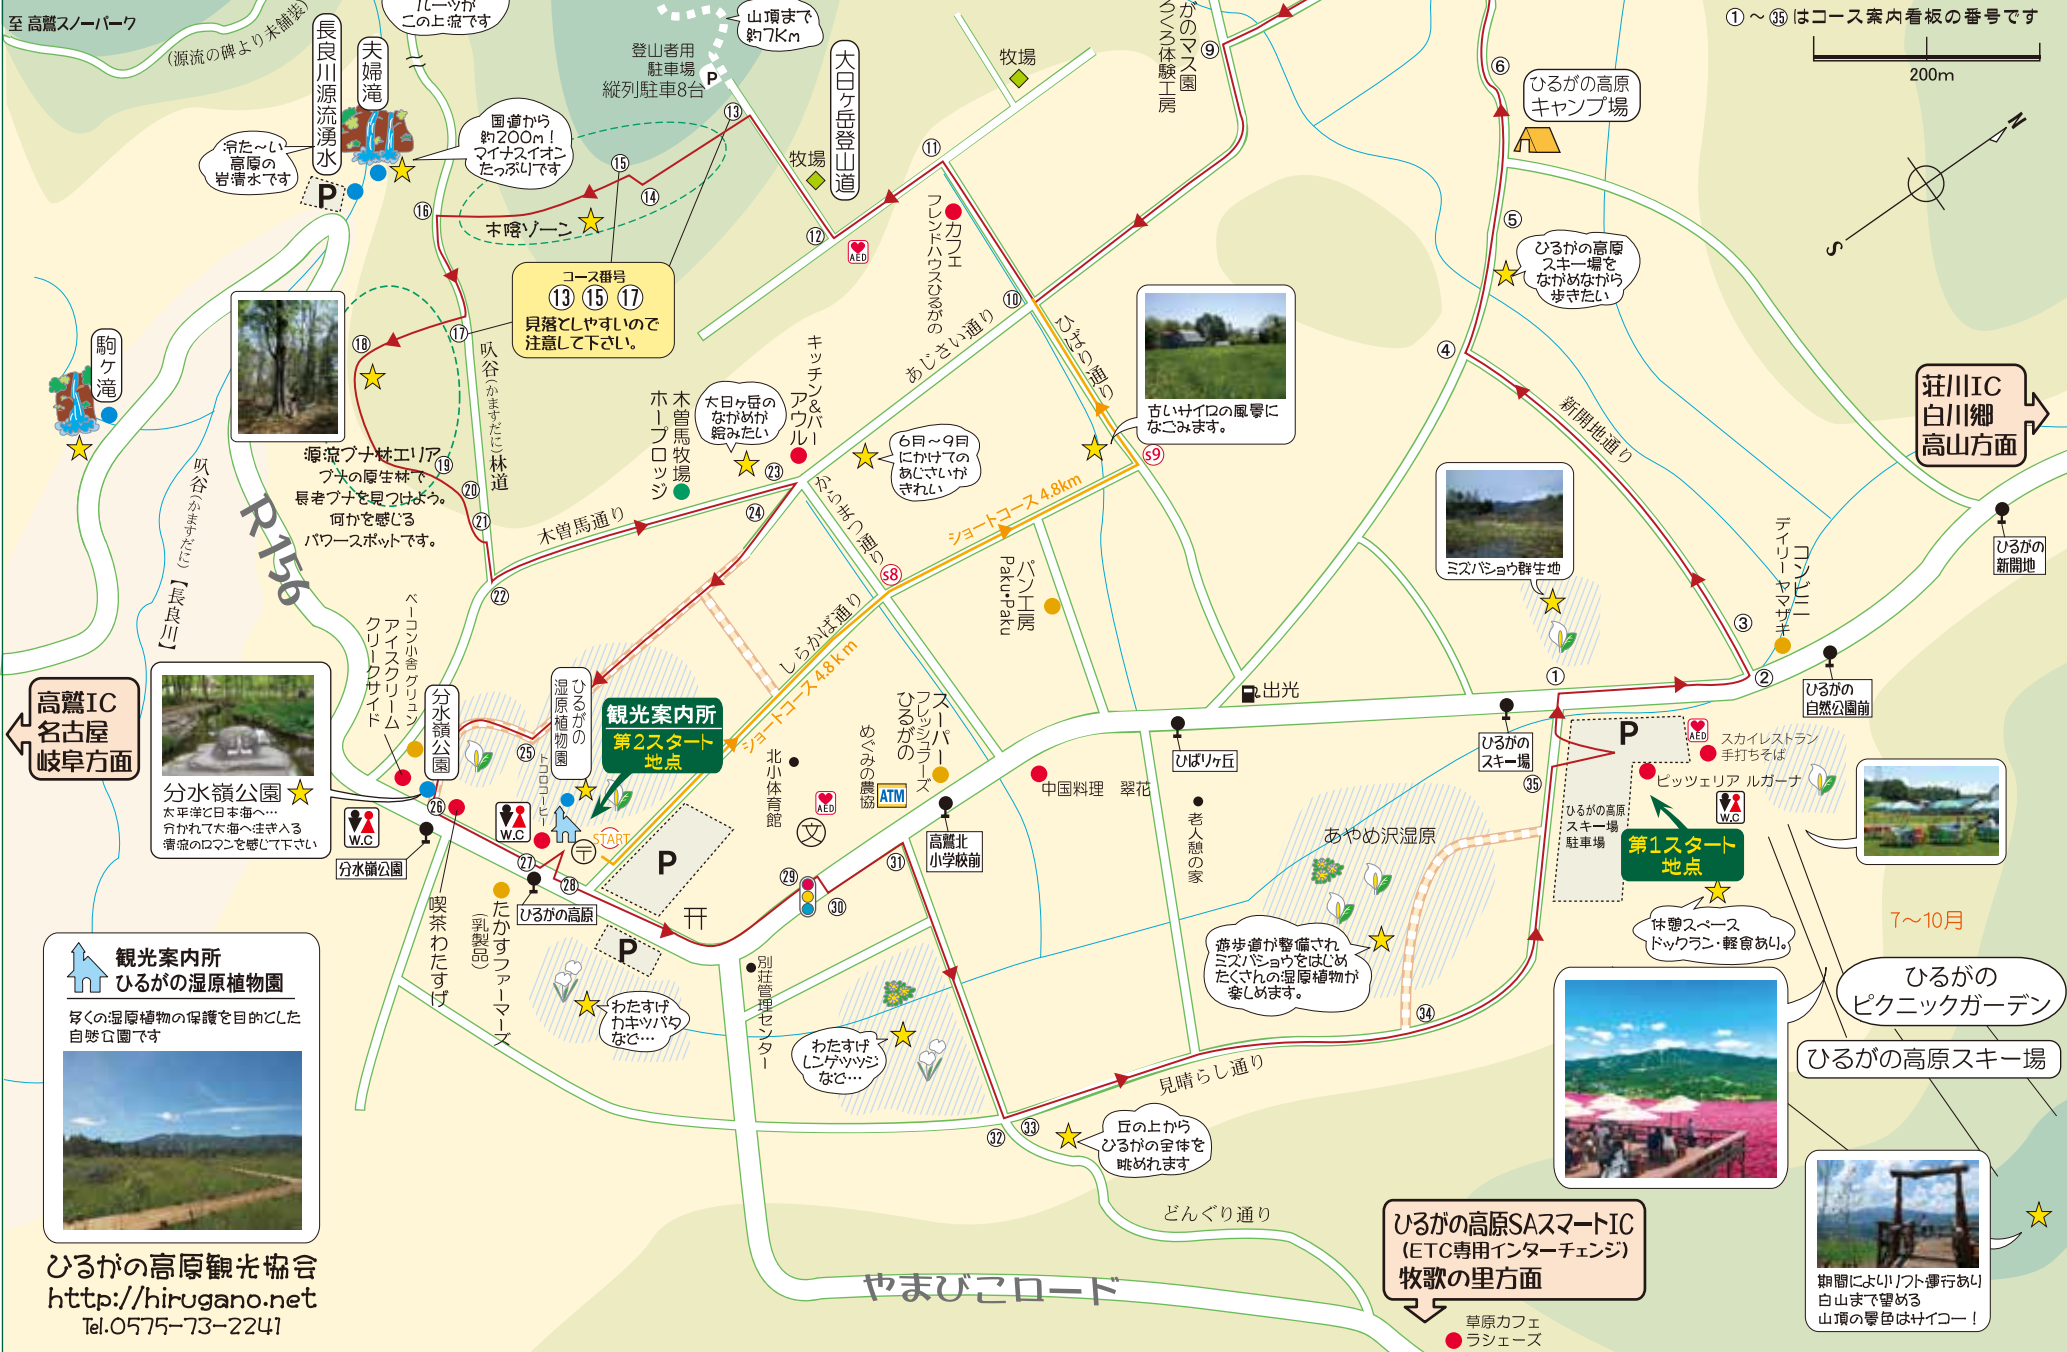 至 高鷲スノーパーク
(源流の碑より未舗装)
この上流です
長良川源流湧水
夫婦滝
冷た～い
高原の
岩清水です
P
国道から
約200m！
マイナスイオン
たっぷりです
登山者用
駐車場
縦列駐車8台
P
山頂まで
約7Km
大日ヶ岳登山道
牧場
牧場
がのマス園
ろくろ体験工房
①～㉟はコース案内看板の番号です
200m
N
S
ひるがの高原
キャンプ場
⑨
⑥
⑤
④
⑬
⑮
⑭
⑯
木陰ゾーン
⑪
⑫
AED
カフェ
フレンドハウスひるがの
⑩
コース番号
⑬ ⑮ ⑰
見落としやすいので
注意して下さい。
ひるがの高原
スキー場を
ながめながら
歩きたい
駒ヶ滝
⑰
⑱
⑲
⑳
㉑
㉒
叺谷(かますだに)林道
源流ブナ林エリア
ブナの原生林で
長老ブナを見つけよう。
何かを感じる
パワースポットです。
叺谷(かますだに)
【長良川】
R156
木曽馬牧場
ホープロッジ
大日ヶ岳の
ながめが
絵みたい
キッチン&バー
アウル
㉓
㉔
あじさい通り
ひばり通り
6月～9月
にかけての
あじさいが
きれい
古いサイロの風景に
なごみます。
s9
s8
ショートコース 4.8km
からまつ通り
木曽馬通り
しらかば通り
ショートコース 4.8km
パン工房
Paku・Paku
新開地通り
ミズバショウ群生地
荘川IC
白川郷
高山方面
ひるがの
新開地
コンビニ
デイリーヤマザキ
③
②
①
ひるがの
自然公園前
高鷲IC
名古屋
岐阜方面
ベーコン小舎 グリュン
アイスクリーム
クリークサイド
分水嶺公園
分水嶺公園
太平洋と日本海へ…
分かれて大海へ注ぎ入る
清流のロマンを感じて下さい
W.C
分水嶺公園
㉖
㉕
ひるがの
湿原植物園
観光案内所
第2スタート
地点
トコロコーヒー
W.C
START
〒
㉗
㉘
ひるがの高原
喫茶わたすげ
たかすファーマーズ
(乳製品)
P
P
北小体育館
AED
文
めぐみの農協
ATM
スーパー
フレッシュフーズ
ひるがの
高鷲北
小学校前
㉙
㉚
㉛
中国料理 翠花
ひばりヶ丘
出光
老人憩の家
ひるがの
スキー場
㉟
P
AED
スカイレストラン
手打ちそば
ピッツェリア ルガーナ
W.C
ひるがの高原
スキー場
駐車場
第1スタート
地点
休憩スペース
ドックラン・軽食あり。
あやめ沢湿原
遊歩道が整備され
ミズバショウをはじめ
たくさんの湿原植物が
楽しめます。
㉞
7～10月
ひるがの
ピクニックガーデン
ひるがの高原スキー場
期間によりリフト運行あり
白山まで望める
山頂の景色はサイコー！
観光案内所
ひるがの湿原植物園
多くの湿原植物の保護を目的とした
自然公園です
わたすげ
カキツバタ
など…
別荘管理センター
わたすげ
レンゲツツジ
など…
㉜
㉝
見晴らし通り
丘の上から
ひるがの全体を
眺めれます
どんぐり通り
やまびこロード
ひるがの高原SAスマートIC
(ETC専用インターチェンジ)
牧歌の里方面
草原カフェ
ラシェーズ
ひるがの高原観光協会
http://hirugano.net
Tel.0575-73-2241